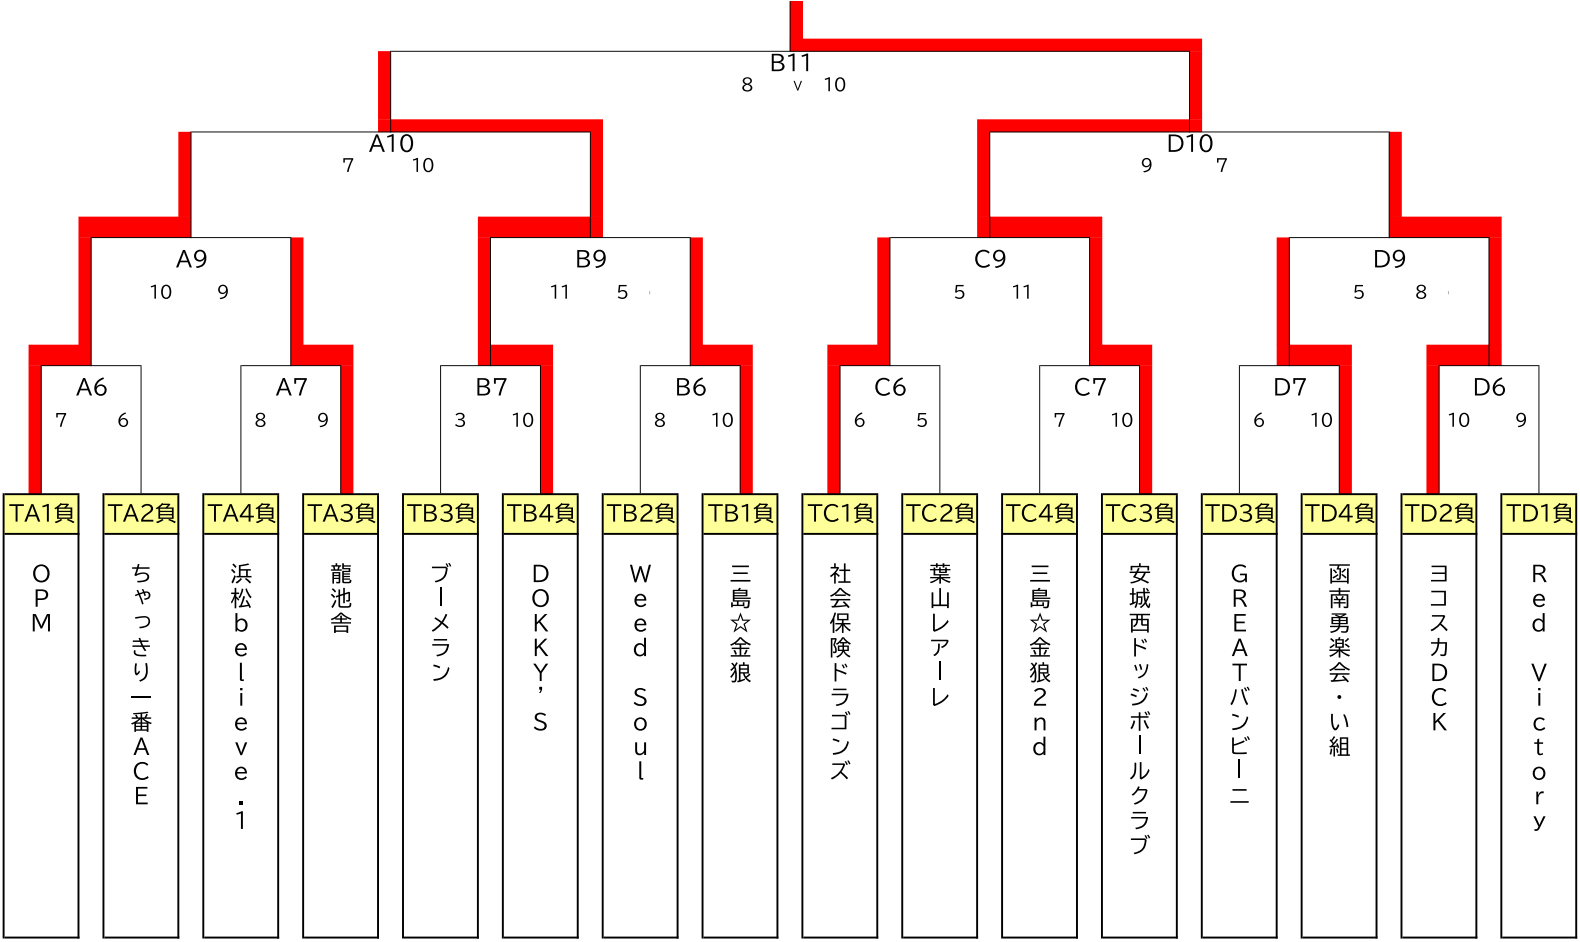 B11
8 v 10
A10
7 10
D10
9 7
A9
10 9
B9
11 5
C9
5 11
D9
5 8
A6
7 6
A7
8 9
B7
3 10
B6
8 10
C6
6 5
C7
7 10
D7
6 10
D6
10 9
TA1負
TA2負
TA4負
TA3負
TB3負
TB4負
TB2負
TB1負
TC1負
TC2負
TC4負
TC3負
TD3負
TD4負
TD2負
TD1負
OPM
ちゃっきり一番ACE
浜松believe.1
龍池舎
ブーメラン
DOKKY'S
Weed Soul
三島☆金狼
社会保険ドラゴンズ
葉山レアーレ
三島☆金狼2nd
安城西ドッジボールクラブ
GREATバンビーニ
函南勇楽会・い組
ヨコスカDCK
Red Victory